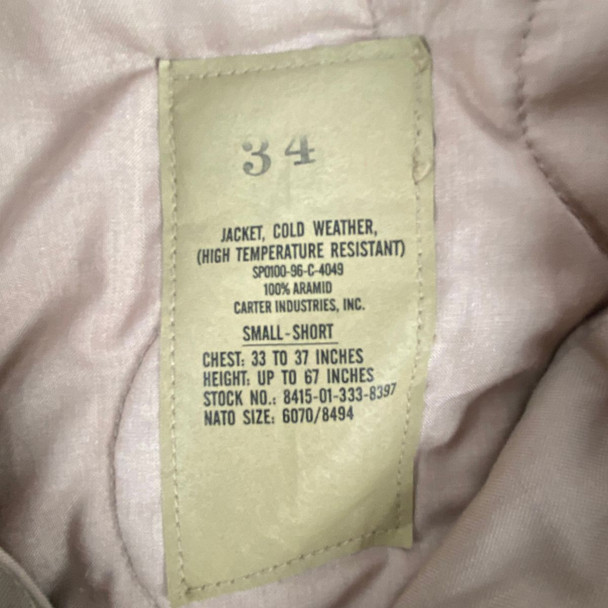 34
JACKET, COLD WEATHER,
(HIGH TEMPERATURE RESISTANT)
SP0100-96-C-4049
100% ARAMID
CARTER INDUSTRIES, INC.
SMALL-SHORT
CHEST: 33 TO 37 INCHES
HEIGHT: UP TO 67 INCHES
STOCK NO.: 8415-01-333-8397
NATO SIZE: 6070/8494